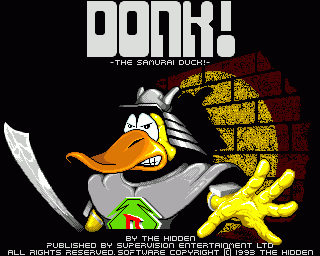 DONK!
-THE SAMURAI DUCK!-
BY THE HIDDEN
PUBLISHED BY SUPERVISION ENTERTAINMENT LTD
ALL RIGHTS RESERVED.SOFTWARE COPYRIGHT (C) 1993 THE HIDDEN